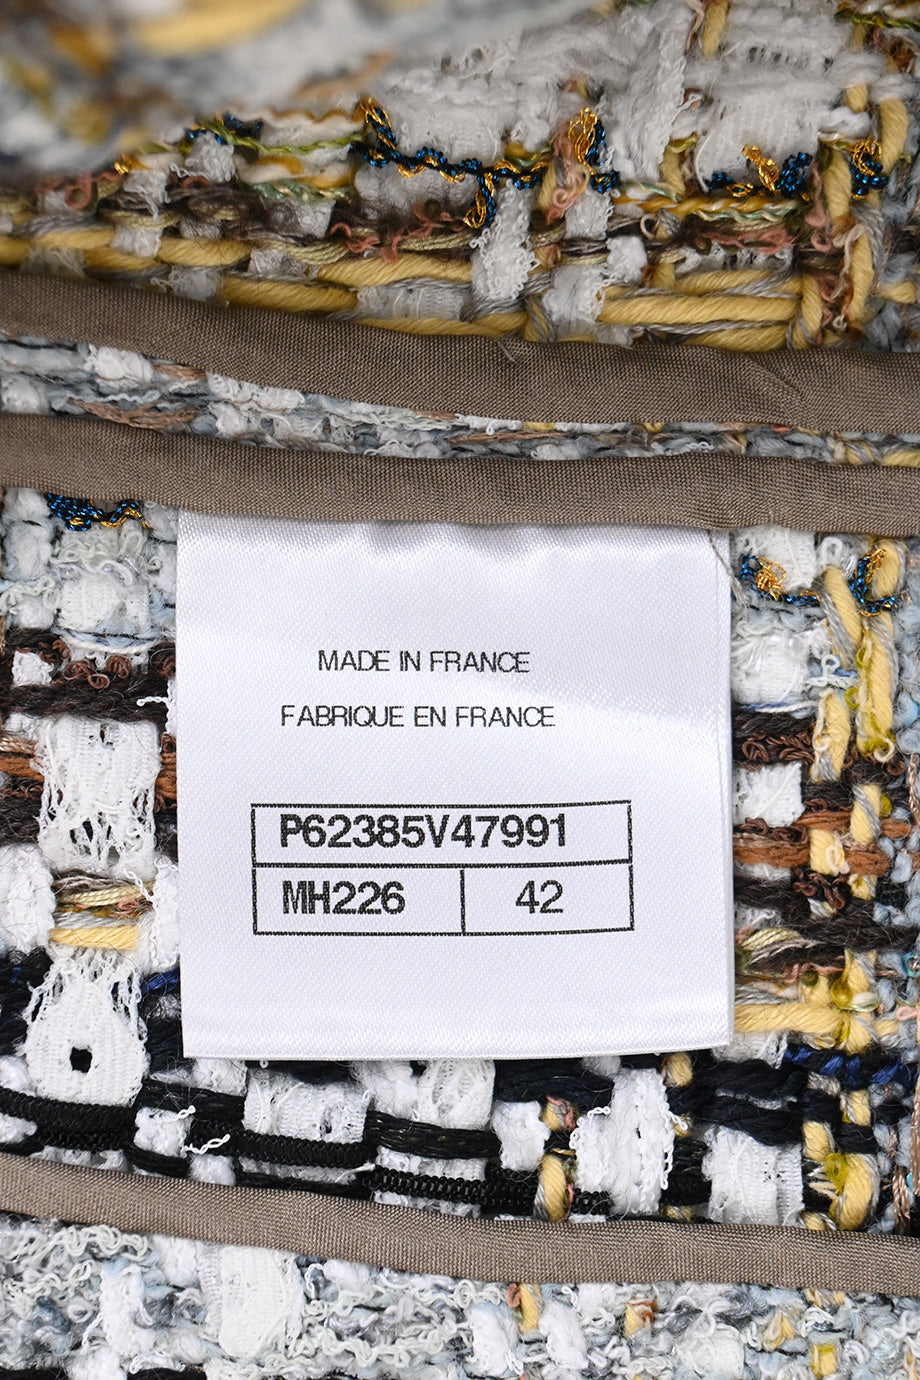 MADE IN FRANCE
FABRIQUE EN FRANCE
P62385V47991
MH226 42